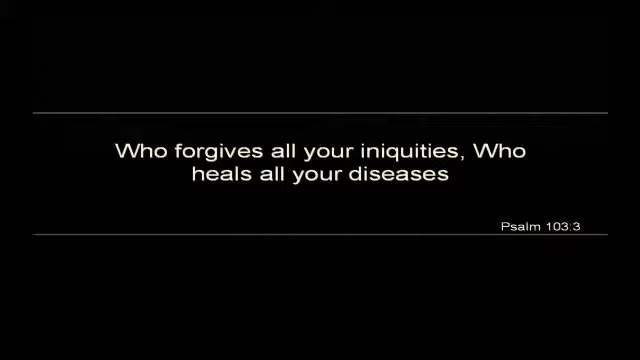 Who forgives all your iniquities, Who
heals all your diseases
Psalm 103:3